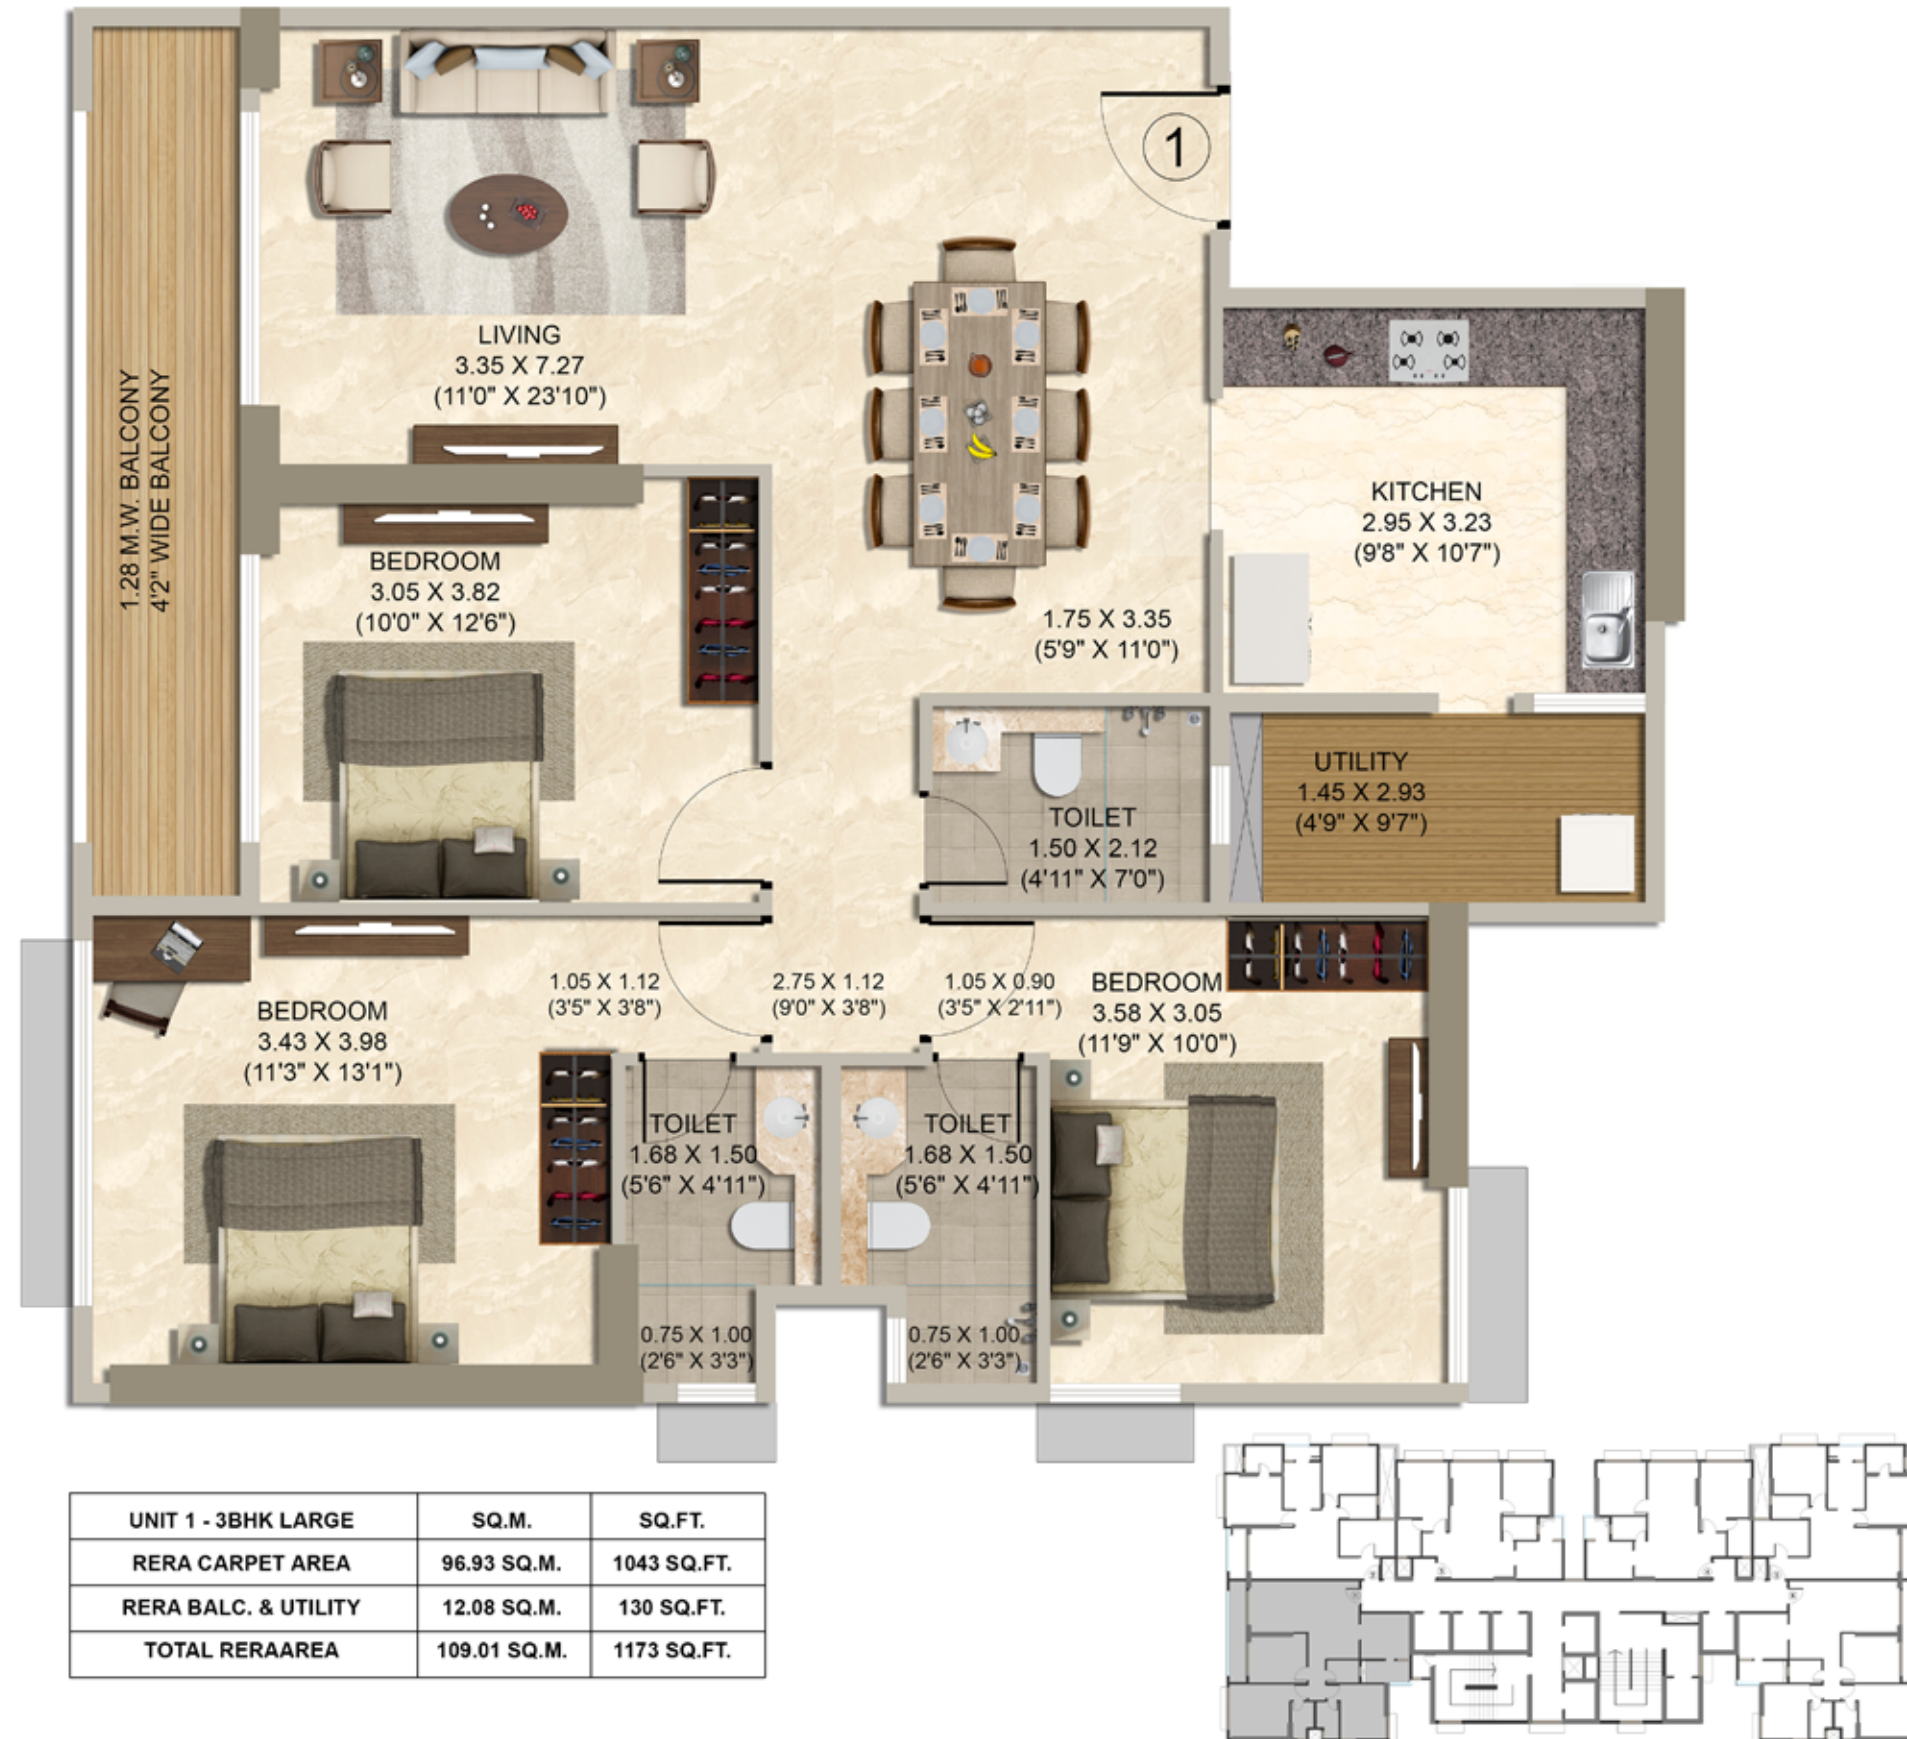 1
LIVING
3.35 X 7.27
(11'0" X 23'10")
1.28 M.W. BALCONY
4'2" WIDE BALCONY
KITCHEN
2.95 X 3.23
(9'8" X 10'7")
BEDROOM
3.05 X 3.82
(10'0" X 12'6")
1.75 X 3.35
(5'9" X 11'0")
UTILITY
1.45 X 2.93
(4'9" X 9'7")
TOILET
1.50 X 2.12
(4'11" X 7'0")
BEDROOM
3.43 X 3.98
(11'3" X 13'1")
1.05 X 1.12
(3'5" X 3'8")
2.75 X 1.12
(9'0" X 3'8")
1.05 X 0.90
(3'5" X 2'11")
BEDROOM
3.58 X 3.05
(11'9" X 10'0")
TOILET
1.68 X 1.50
(5'6" X 4'11")
TOILET
1.68 X 1.50
(5'6" X 4'11")
0.75 X 1.00
(2'6" X 3'3")
0.75 X 1.00
(2'6" X 3'3")
UNIT 1 - 3BHK LARGE SQ.M. SQ.FT.
RERA CARPET AREA 96.93 SQ.M. 1043 SQ.FT.
RERA BALC. & UTILITY 12.08 SQ.M. 130 SQ.FT.
TOTAL RERAAREA 109.01 SQ.M. 1173 SQ.FT.